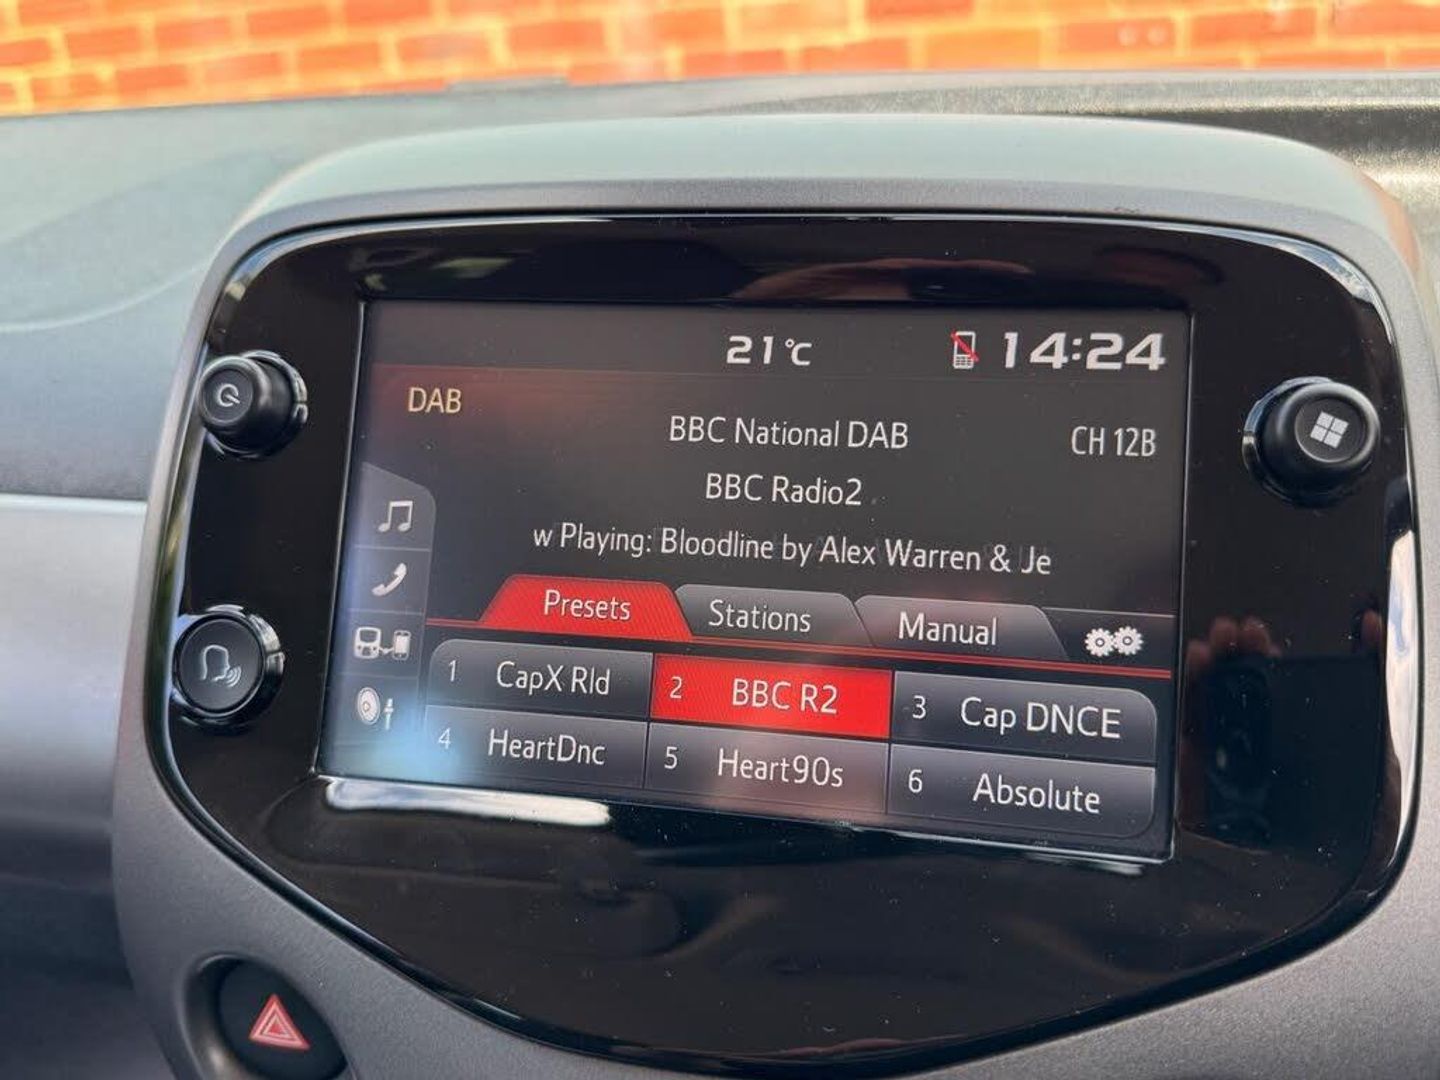 21°C 14:24
DAB
BBC National DAB CH 12B
BBC Radio2
w Playing: Bloodline by Alex Warren & Je
Presets Stations Manual
1 CapX Rld 2 BBC R2 3 Cap DNCE
4 HeartDnc 5 Heart90s 6 Absolute